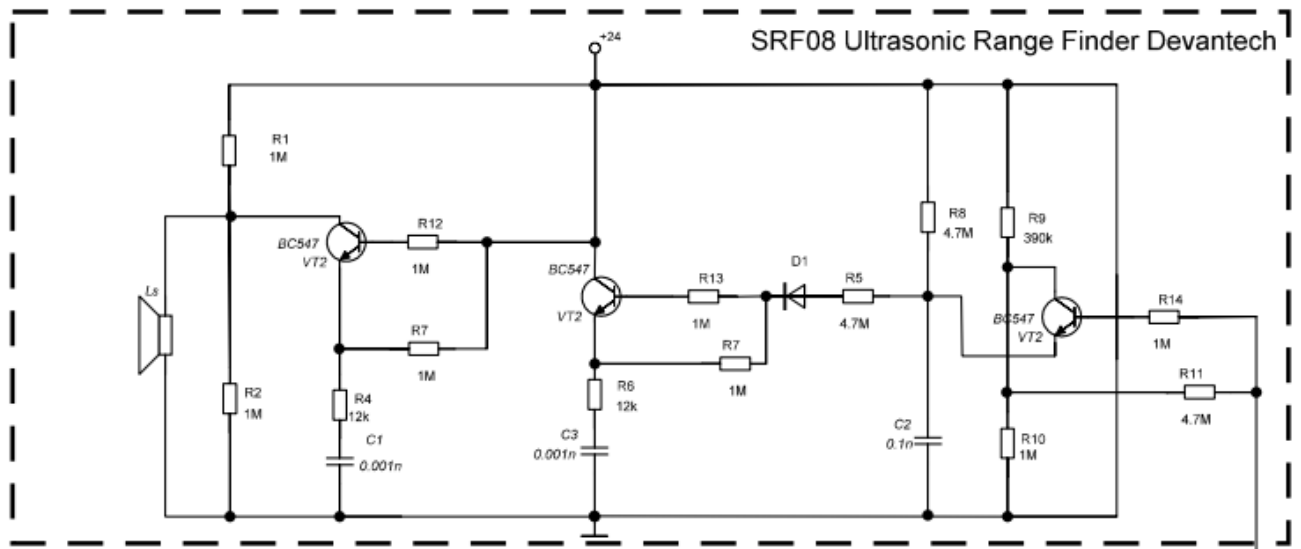 +24
SRF08 Ultrasonic Range Finder Devantech
R1
1M
R12
1M
BC547
VT2
R8
4.7M
R9
390k
BC547
VT2
R13
1M
D1
R5
4.7M
BC547
VT2
R14
1M
Ls
R7
1M
R7
1M
R11
4.7M
R2
1M
R4
12k
R6
12k
C1
0.001n
C3
0.001n
C2
0.1n
R10
1M